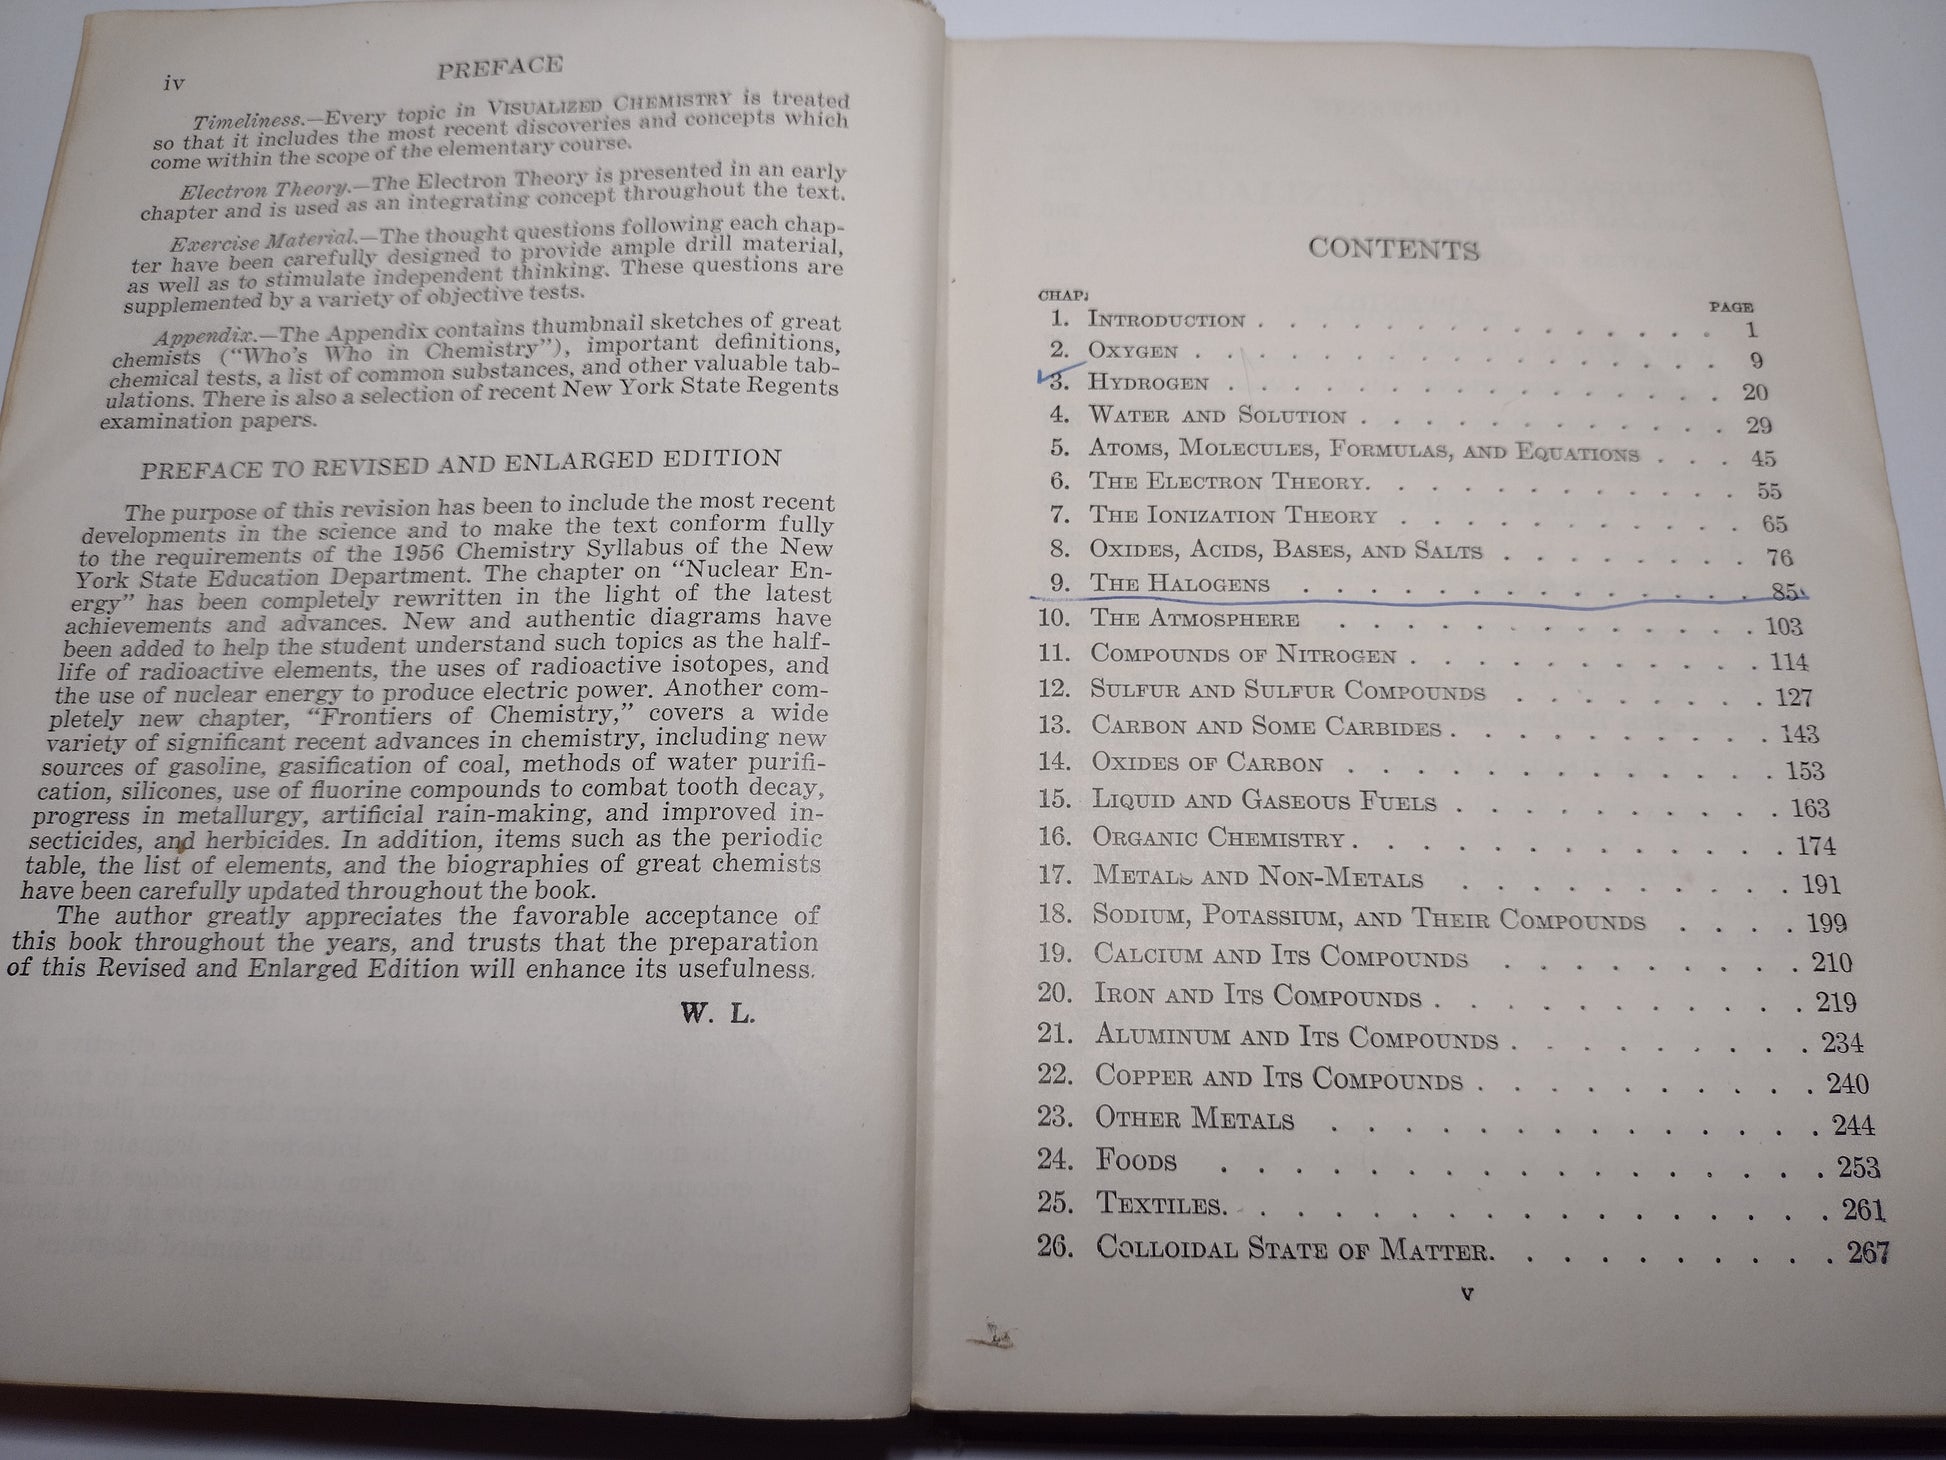 iv
PREFACE
Timeliness.—Every topic in VISUALIZED CHEMISTRY is treated
so that it includes the most recent discoveries and concepts which
come within the scope of the elementary course.
Electron Theory.—The Electron Theory is presented in an early
chapter and is used as an integrating concept throughout the text.
Exercise Material.—The thought questions following each chap-
ter have been carefully designed to provide ample drill material,
as well as to stimulate independent thinking. These questions are
supplemented by a variety of objective tests.
Appendix.—The Appendix contains thumbnail sketches of great
chemists ("Who's Who in Chemistry"), important definitions,
chemical tests, a list of common substances, and other valuable tab-
ulations. There is also a selection of recent New York State Regents
examination papers.
PREFACE TO REVISED AND ENLARGED EDITION
The purpose of this revision has been to include the most recent
developments in the science and to make the text conform fully
to the requirements of the 1956 Chemistry Syllabus of the New
York State Education Department. The chapter on "Nuclear En-
ergy" has been completely rewritten in the light of the latest
achievements and advances. New and authentic diagrams have
been added to help the student understand such topics as the half-
life of radioactive elements, the uses of radioactive isotopes, and
the use of nuclear energy to produce electric power. Another com-
pletely new chapter, "Frontiers of Chemistry," covers a wide
variety of significant recent advances in chemistry, including new
sources of gasoline, gasification of coal, methods of water purifi-
cation, silicones, use of fluorine compounds to combat tooth decay,
progress in metallurgy, artificial rain-making, and improved in-
secticides, and herbicides. In addition, items such as the periodic
table, the list of elements, and the biographies of great chemists
have been carefully updated throughout the book.
The author greatly appreciates the favorable acceptance of
this book throughout the years, and trusts that the preparation
of this Revised and Enlarged Edition will enhance its usefulness.
W. L.
CONTENTS
CHAP. PAGE
1. INTRODUCTION . . . . . . . . . . . . . . 1
2. OXYGEN . . . . . . . . . . . . . . . . 9
3. HYDROGEN . . . . . . . . . . . . . . . 20
4. WATER AND SOLUTION . . . . . . . . . . . 29
5. ATOMS, MOLECULES, FORMULAS, AND EQUATIONS . . . 45
6. THE ELECTRON THEORY. . . . . . . . . . . . 55
7. THE IONIZATION THEORY . . . . . . . . . . . 65
8. OXIDES, ACIDS, BASES, AND SALTS . . . . . . . 76
9. THE HALOGENS . . . . . . . . . . . . . 85
10. THE ATMOSPHERE . . . . . . . . . . . . 103
11. COMPOUNDS OF NITROGEN . . . . . . . . . . 114
12. SULFUR AND SULFUR COMPOUNDS . . . . . . . 127
13. CARBON AND SOME CARBIDES . . . . . . . . . 143
14. OXIDES OF CARBON . . . . . . . . . . . . 153
15. LIQUID AND GASEOUS FUELS . . . . . . . . . 163
16. ORGANIC CHEMISTRY . . . . . . . . . . . . 174
17. METALS AND NON-METALS . . . . . . . . . 191
18. SODIUM, POTASSIUM, AND THEIR COMPOUNDS . . . . 199
19. CALCIUM AND ITS COMPOUNDS . . . . . . . . 210
20. IRON AND ITS COMPOUNDS . . . . . . . . . . 219
21. ALUMINUM AND ITS COMPOUNDS . . . . . . . . 234
22. COPPER AND ITS COMPOUNDS . . . . . . . . . 240
23. OTHER METALS . . . . . . . . . . . . . 244
24. FOODS . . . . . . . . . . . . . . . . 253
25. TEXTILES. . . . . . . . . . . . . . . . 261
26. COLLOIDAL STATE OF MATTER. . . . . . . . . 267
v